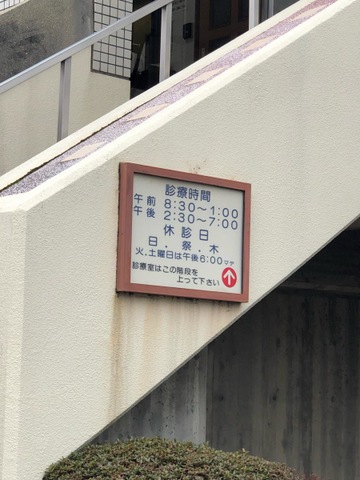 診療時間
午前 8:30〜1:00
午後 2:30〜7:00
休診日
日．祭．木
火,土曜日は午後6:00マデ
診療室はこの階段を
上って下さい